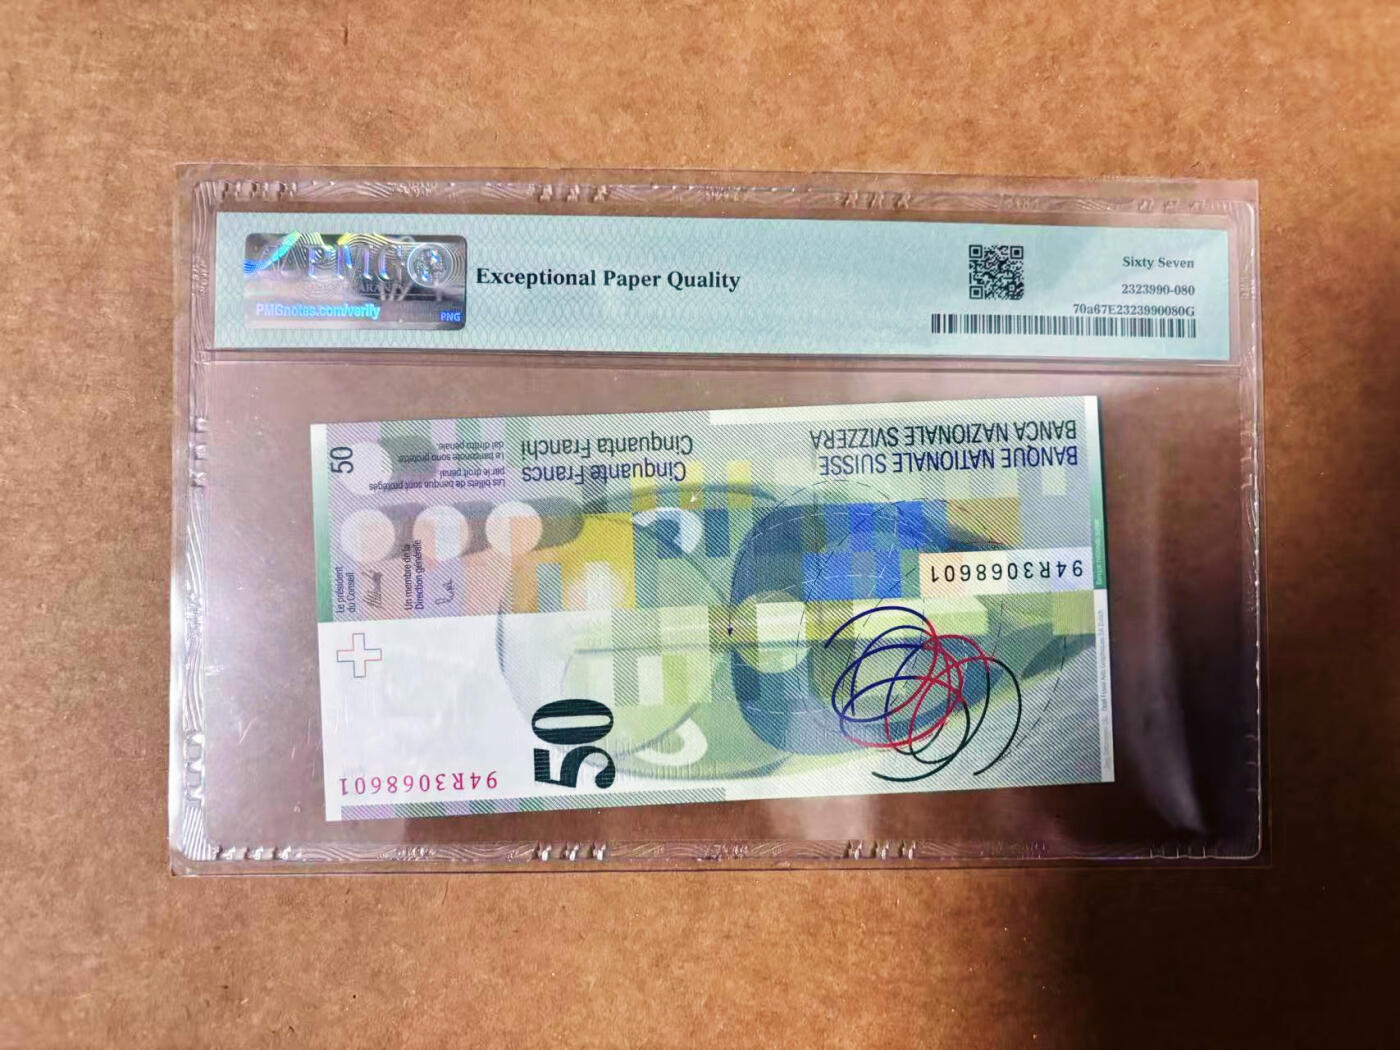 PMG
PMGnotes.com/verify
PNG
Exceptional Paper Quality
Sixty Seven
2323990-080
70a67E2323990080G
BANQUE NATIONALE SUISSE
BANCA NAZIONALE SVIZZERA
Cinquante Francs
Cinquanta Franchi
Les billets de banque sont protégés
par le droit pénal
Le banconote sono protette
dal diritto penale
50
Le président
du Conseil
Un membre de la
Direction générale
94R3068601
50
94R3068601